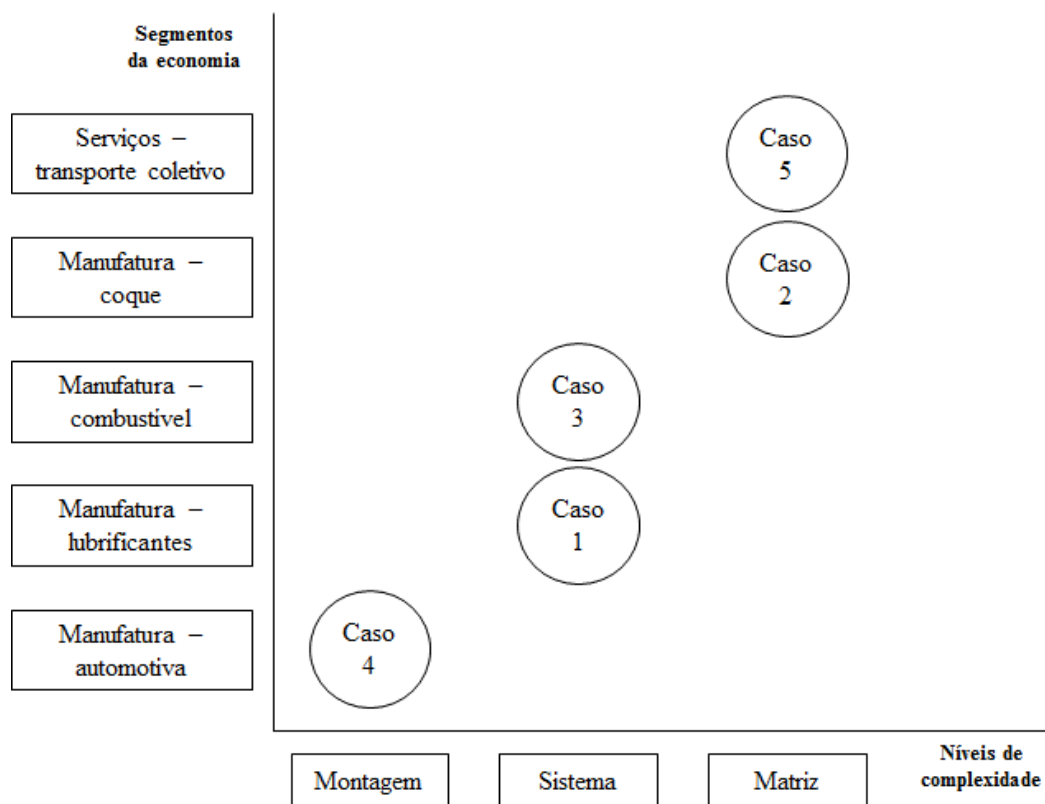 Segmentos
da economia
Serviços –
transporte coletivo
Caso
5
Manufatura –
coque
Caso
2
Manufatura –
combustível
Caso
3
Manufatura –
lubrificantes
Caso
1
Manufatura –
automotiva
Caso
4
Montagem
Sistema
Matriz
Níveis de
complexidade